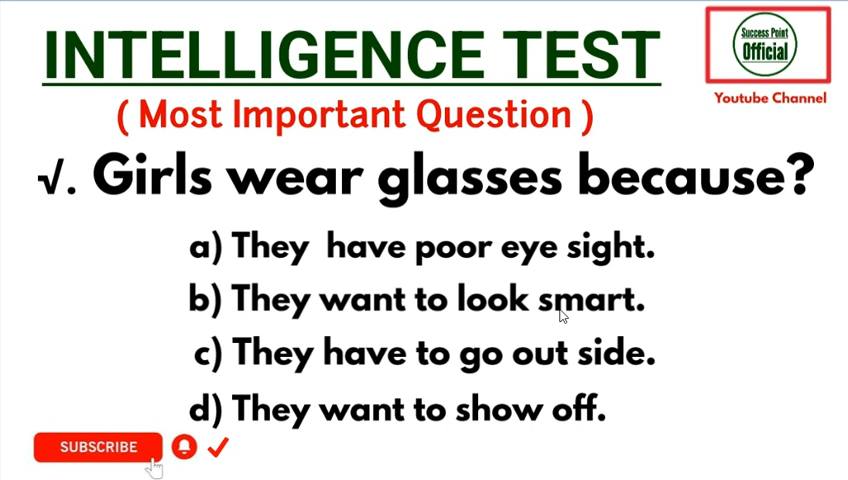 INTELLIGENCE TEST
Success Point
Official
Youtube Channel
( Most Important Question )
√. Girls wear glasses because?
a) They have poor eye sight.
b) They want to look smart.
c) They have to go out side.
d) They want to show off.
SUBSCRIBE